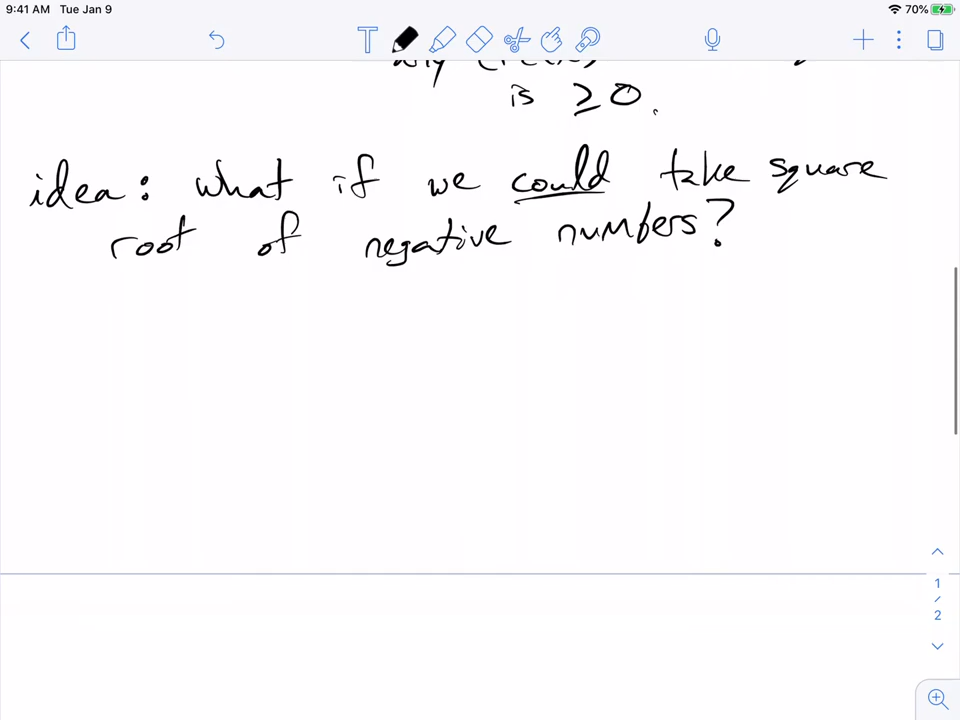 9:41 AM Tue Jan 9
70%
T
is ≥0.
idea: what if we could take square
root of negative numbers?
1
/
2